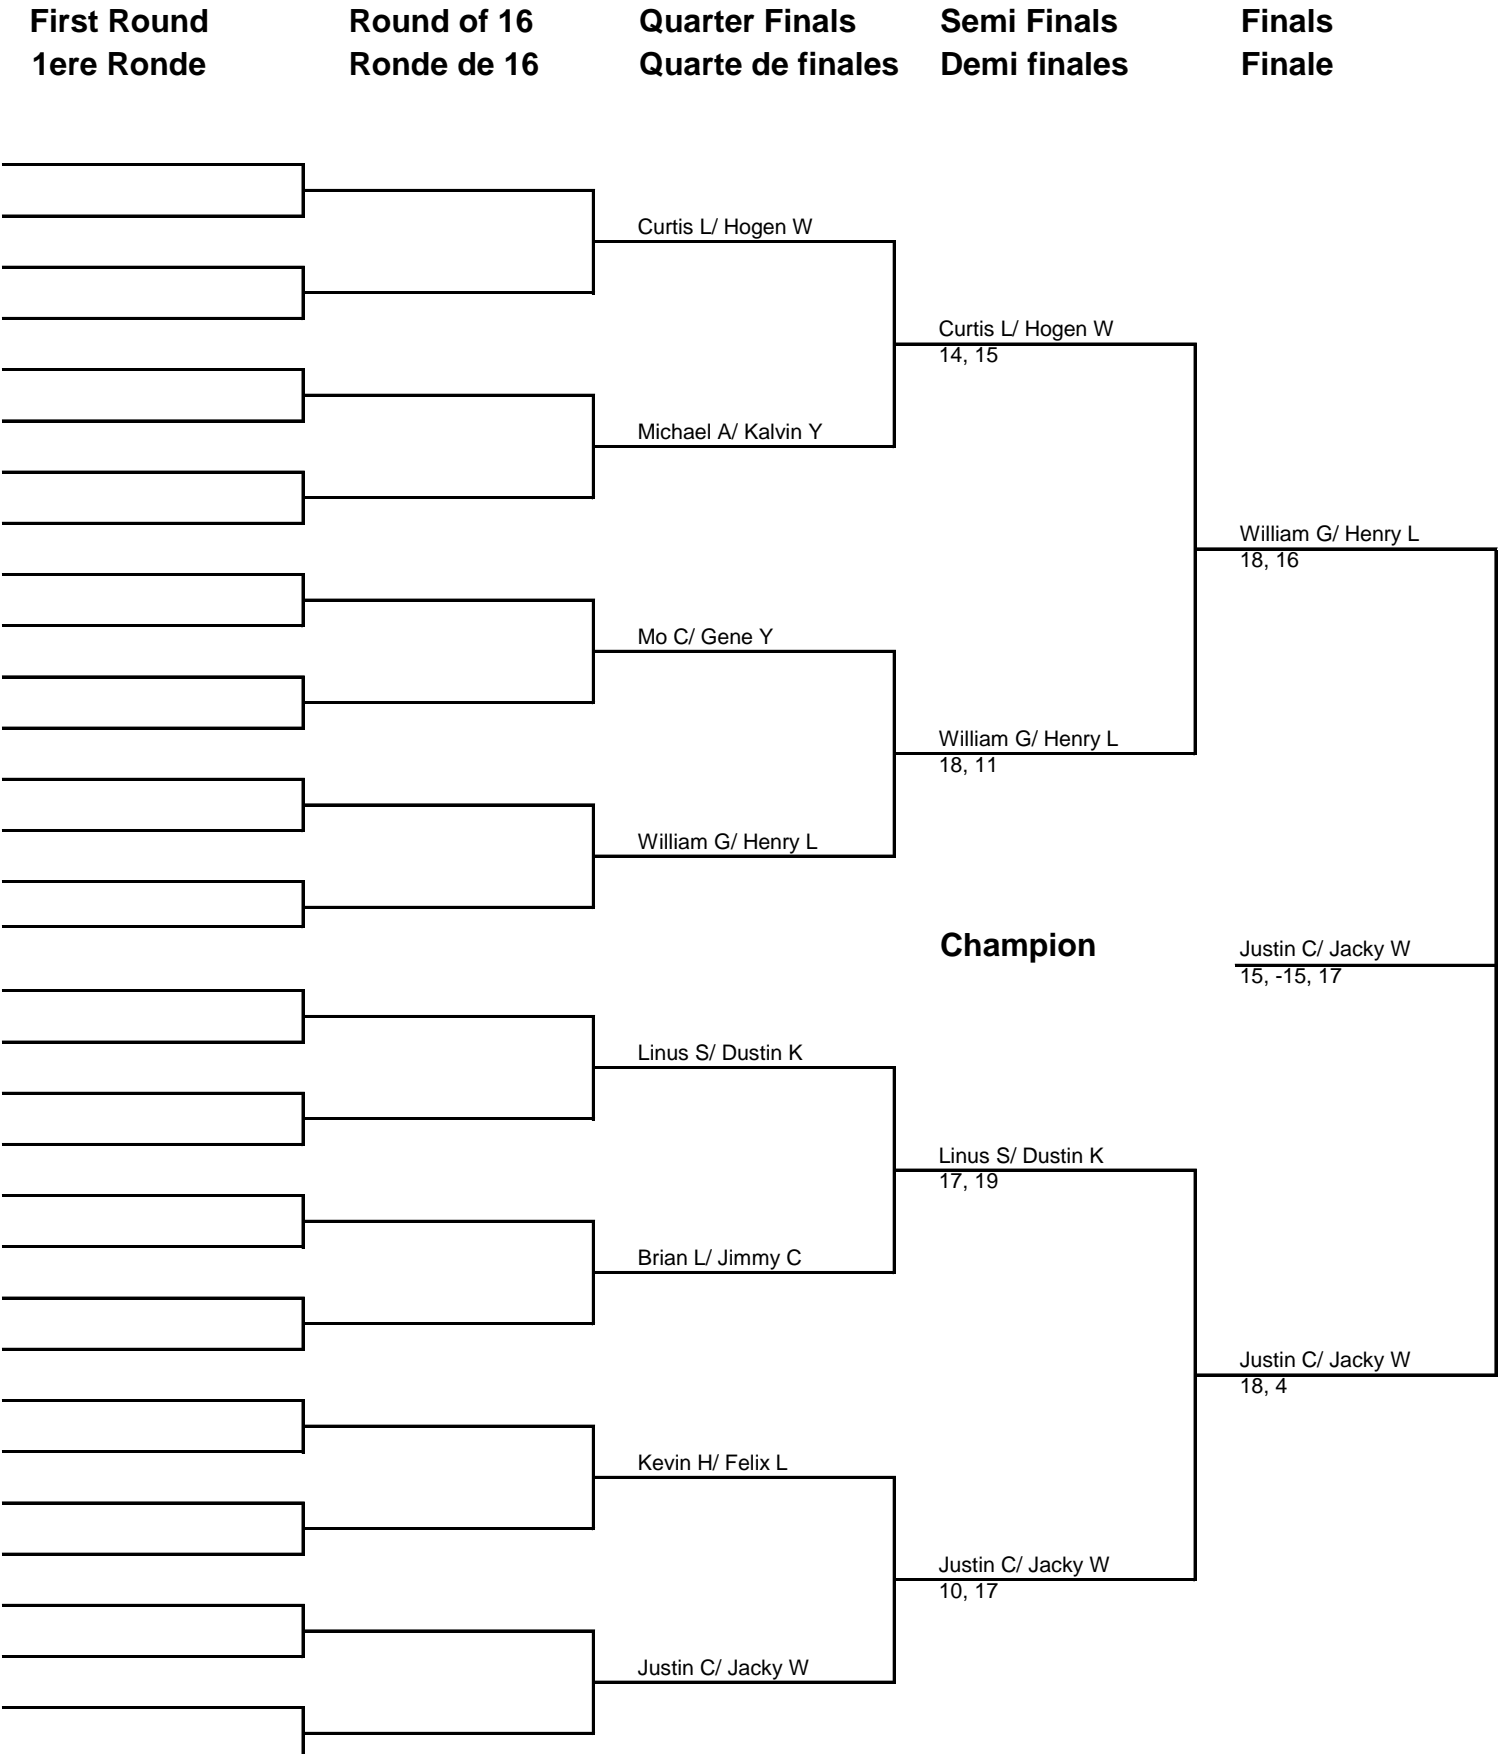 First Round
Round of 16
Quarter Finals
Semi Finals
Finals
1ere Ronde
Ronde de 16
Quarte de finales
Demi finales
Finale
Curtis L/ Hogen W
Curtis L/ Hogen W
14, 15
Michael A/ Kalvin Y
William G/ Henry L
18, 16
Mo C/ Gene Y
William G/ Henry L
18, 11
William G/ Henry L
Champion
Justin C/ Jacky W
15, -15, 17
Linus S/ Dustin K
Linus S/ Dustin K
17, 19
Brian L/ Jimmy C
Justin C/ Jacky W
18, 4
Kevin H/ Felix L
Justin C/ Jacky W
10, 17
Justin C/ Jacky W